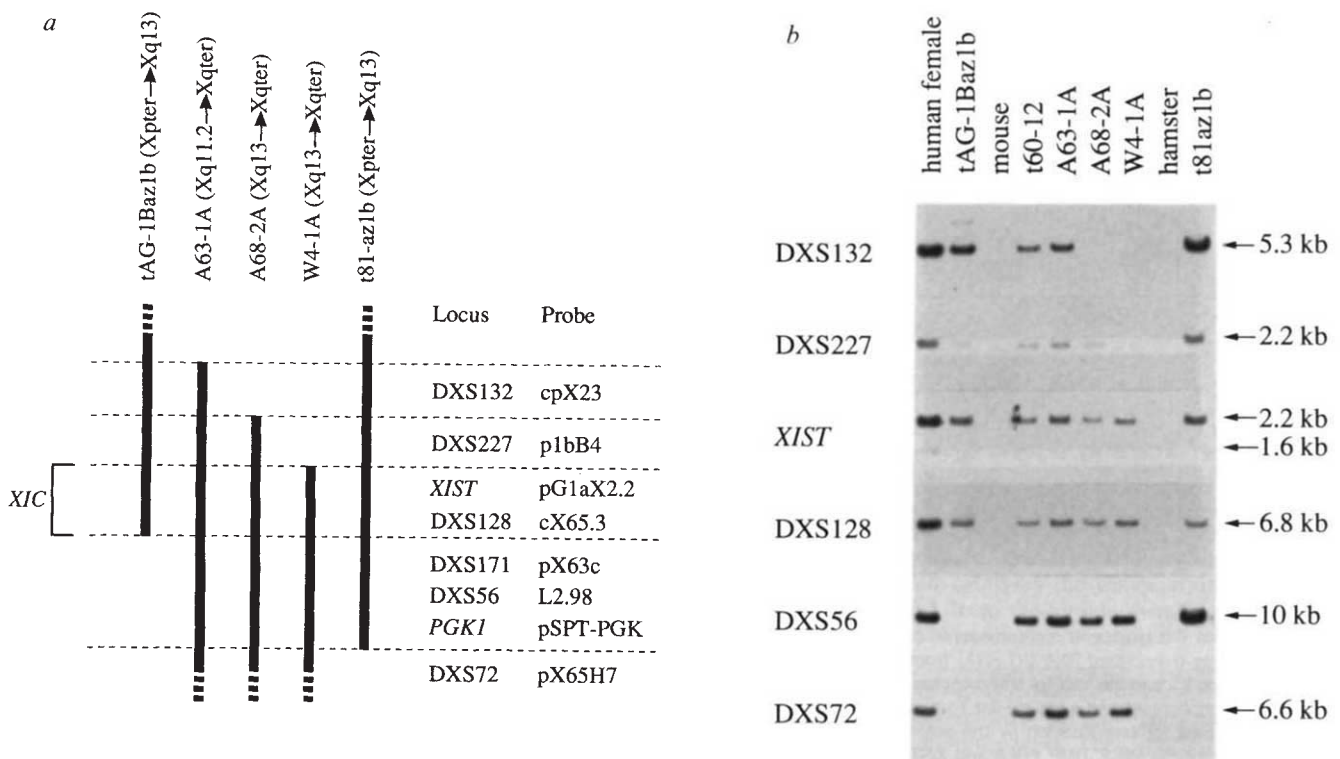 a
tAG-1Baz1b (Xpter→Xq13)
A63-1A (Xq11.2→Xqter)
A68-2A (Xq13→Xqter)
W4-1A (Xq13→Xqter)
t81-az1b (Xpter→Xq13)
Locus Probe
DXS132 cpX23
DXS227 p1bB4
XIC
XIST pG1aX2.2
DXS128 cX65.3
DXS171 pX63c
DXS56 L2.98
PGK1 pSPT-PGK
DXS72 pX65H7
b
human female
tAG-1Baz1b
mouse
t60-12
A63-1A
A68-2A
W4-1A
hamster
t81az1b
DXS132 ←5.3 kb
DXS227 ←2.2 kb
XIST ←2.2 kb
←1.6 kb
DXS128 ←6.8 kb
DXS56 ←10 kb
DXS72 ←6.6 kb